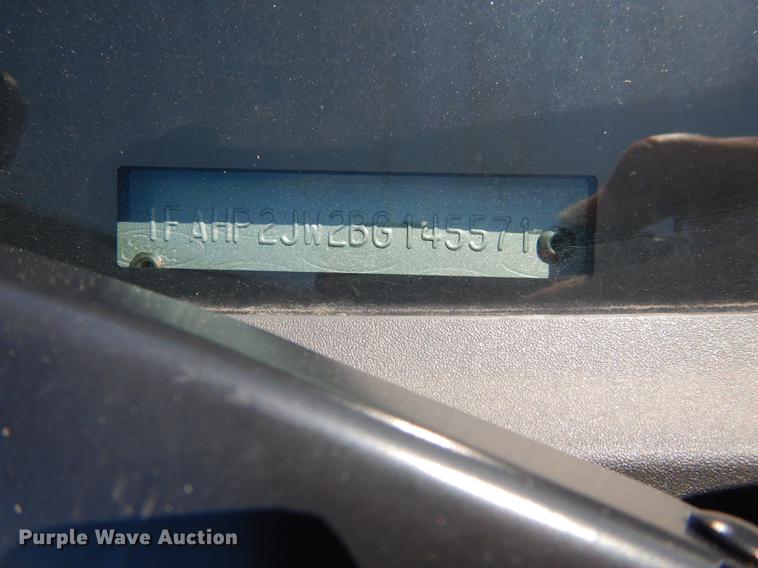 1FAHP2JW2BG145571
Purple Wave Auction